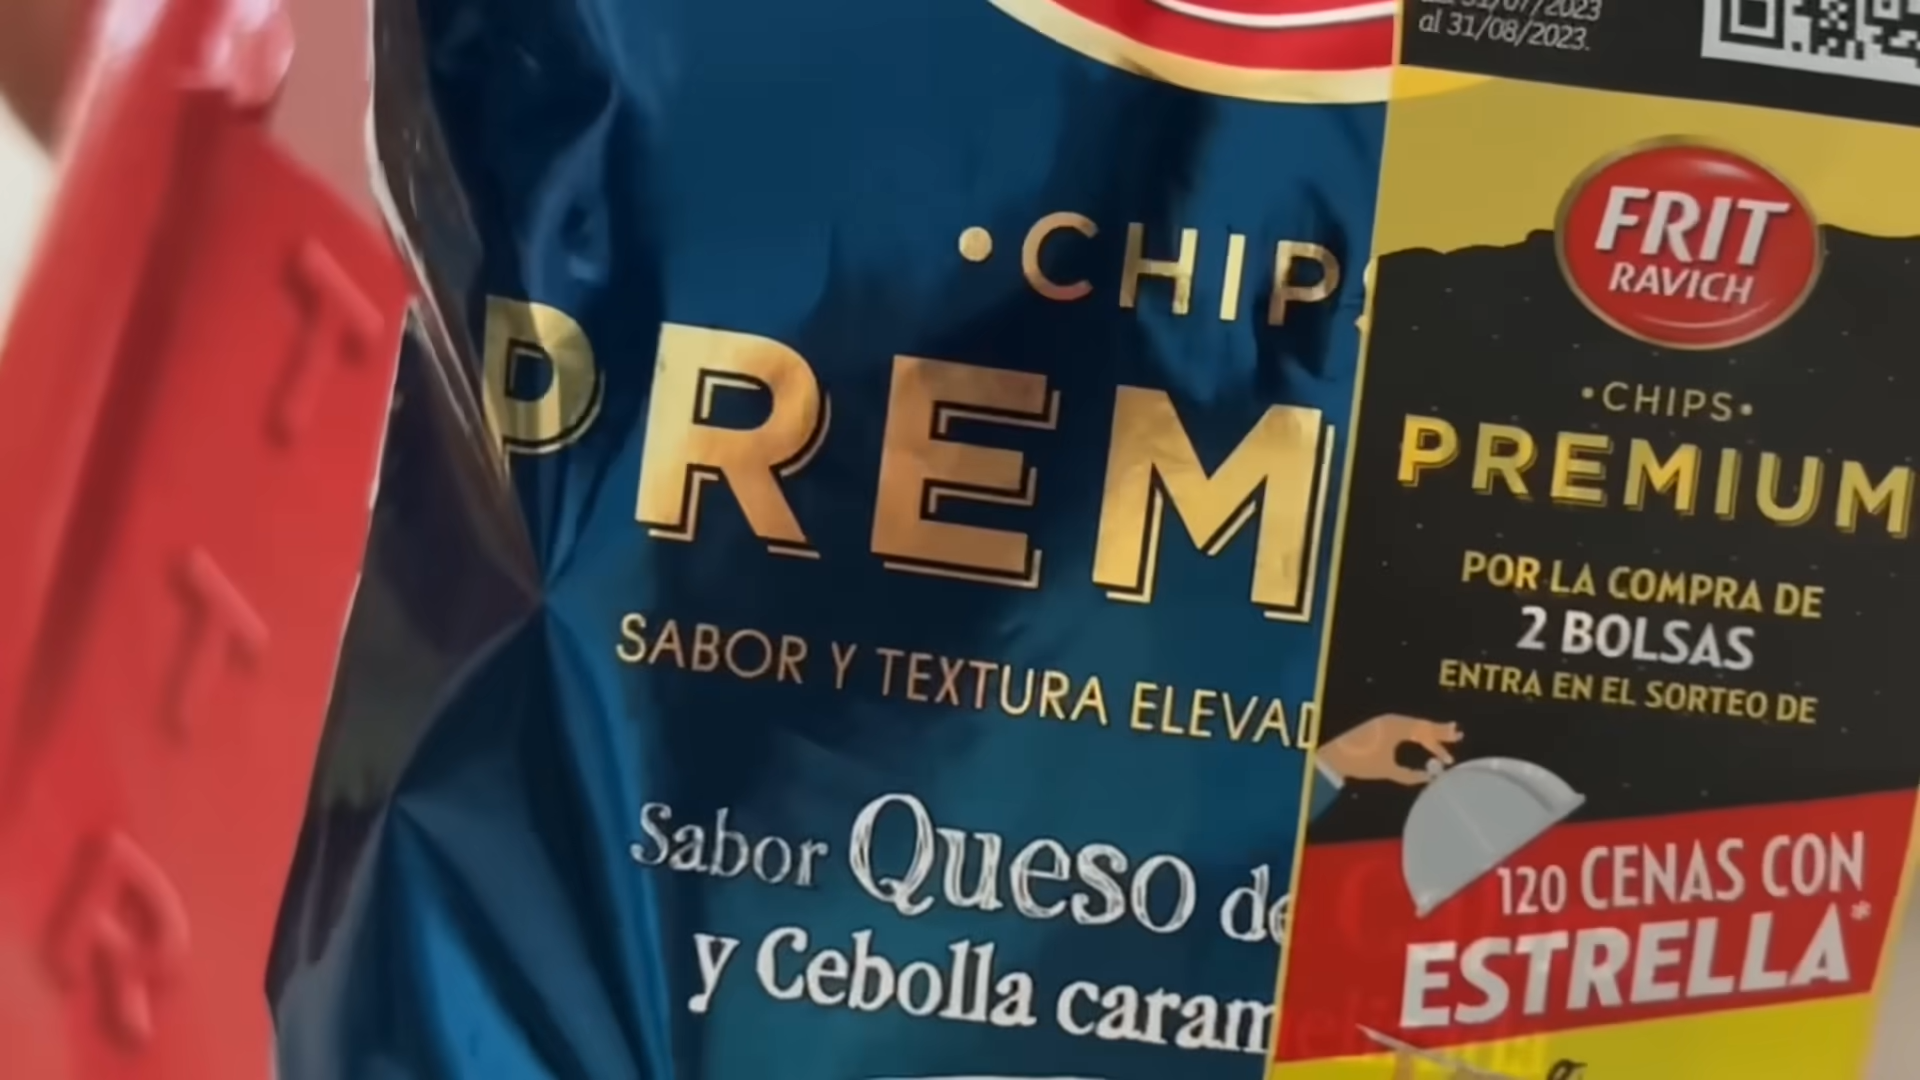 •CHIPS
PREM
SABOR Y TEXTURA ELEVAD
Sabor Queso de
y Cebolla caram
al 31/08/2023.
FRIT
RAVICH
•CHIPS•
PREMIUM
POR LA COMPRA DE
2 BOLSAS
ENTRA EN EL SORTEO DE
120 CENAS CON
ESTRELLA*